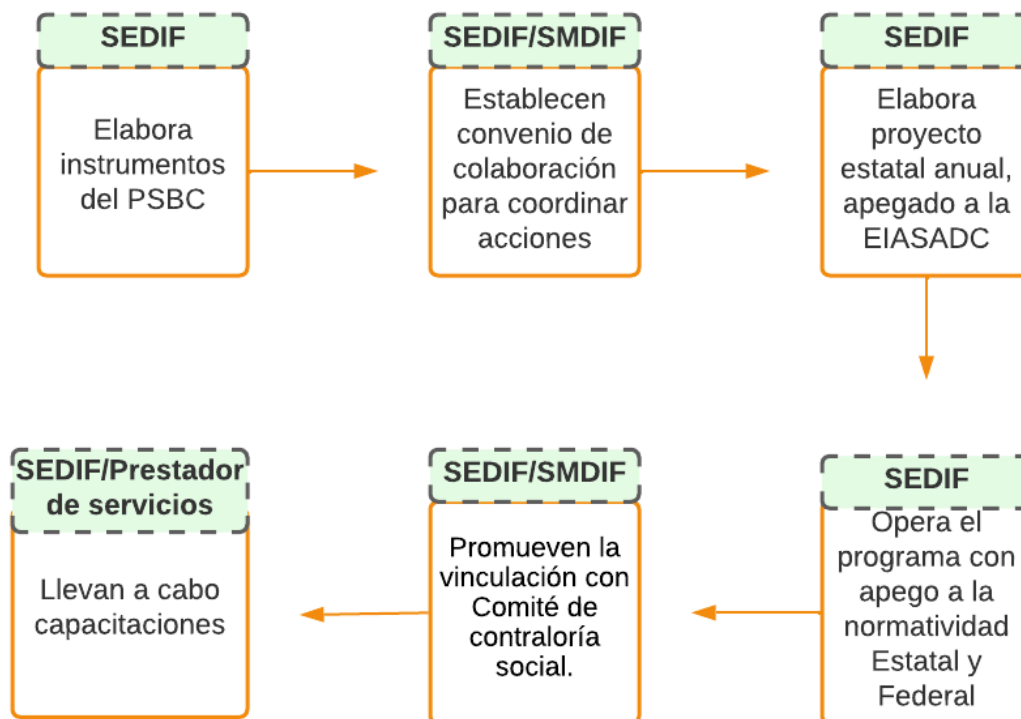 SEDIF
Elabora
instrumentos
del PSBC
SEDIF/SMDIF
Establecen
convenio de
colaboración
para coordinar
acciones
SEDIF
Elabora
proyecto
estatal anual,
apegado a la
EIASADC
SEDIF
Opera el
programa con
apego a la
normatividad
Estatal y
Federal
SEDIF/SMDIF
Promueven la
vinculación con
Comité de
contraloría
social.
SEDIF/Prestador
de servicios
Llevan a cabo
capacitaciones